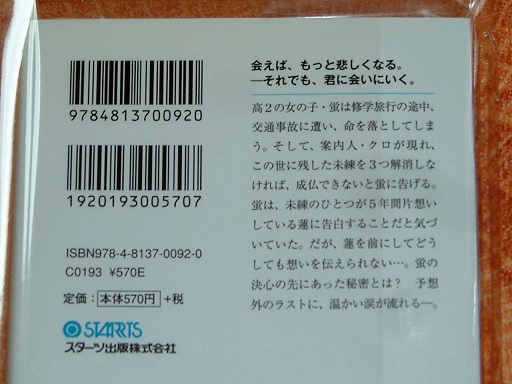 9784813700920
1920193005707
ISBN978-4-8137-0092-0
C0193 ¥570E
定価：本体570円+税
STARTS
スターツ出版株式会社
会えば、もっと悲しくなる。
―それでも、君に会いにいく。
高２の女の子・蛍は修学旅行の途中、
交通事故に遭い、命を落としてしま
う。そして、案内人・クロが現れ、
この世に残した未練を３つ解消しな
ければ、成仏できないと蛍に告げる。
蛍は、未練のひとつが５年間片想い
している蓮に告白することだと気づ
いていた。だが、蓮を前にしてどう
しても想いを伝えられない…。蛍の
決心の先にあった秘密とは？　予想
外のラストに、温かい涙が流れる―。